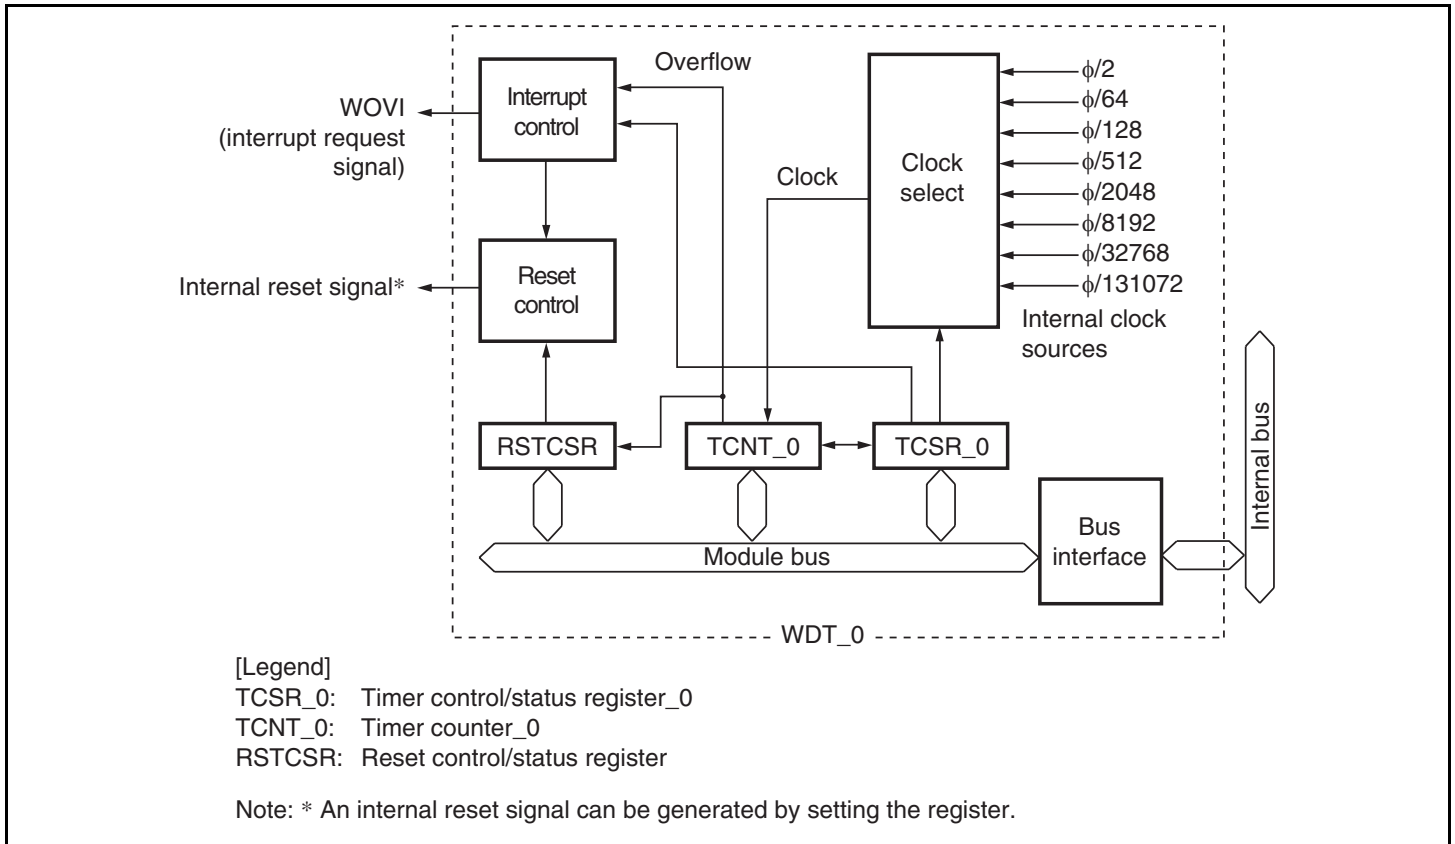 Overflow
Interrupt
control
WOVI
(interrupt request
signal)
Clock
Clock
select
ϕ/2
ϕ/64
ϕ/128
ϕ/512
ϕ/2048
ϕ/8192
ϕ/32768
ϕ/131072
Internal clock
sources
Reset
control
Internal reset signal*
RSTCSR
TCNT_0
TCSR_0
Internal bus
Bus
interface
Module bus
WDT_0
[Legend]
TCSR_0: Timer control/status register_0
TCNT_0: Timer counter_0
RSTCSR: Reset control/status register
Note: * An internal reset signal can be generated by setting the register.